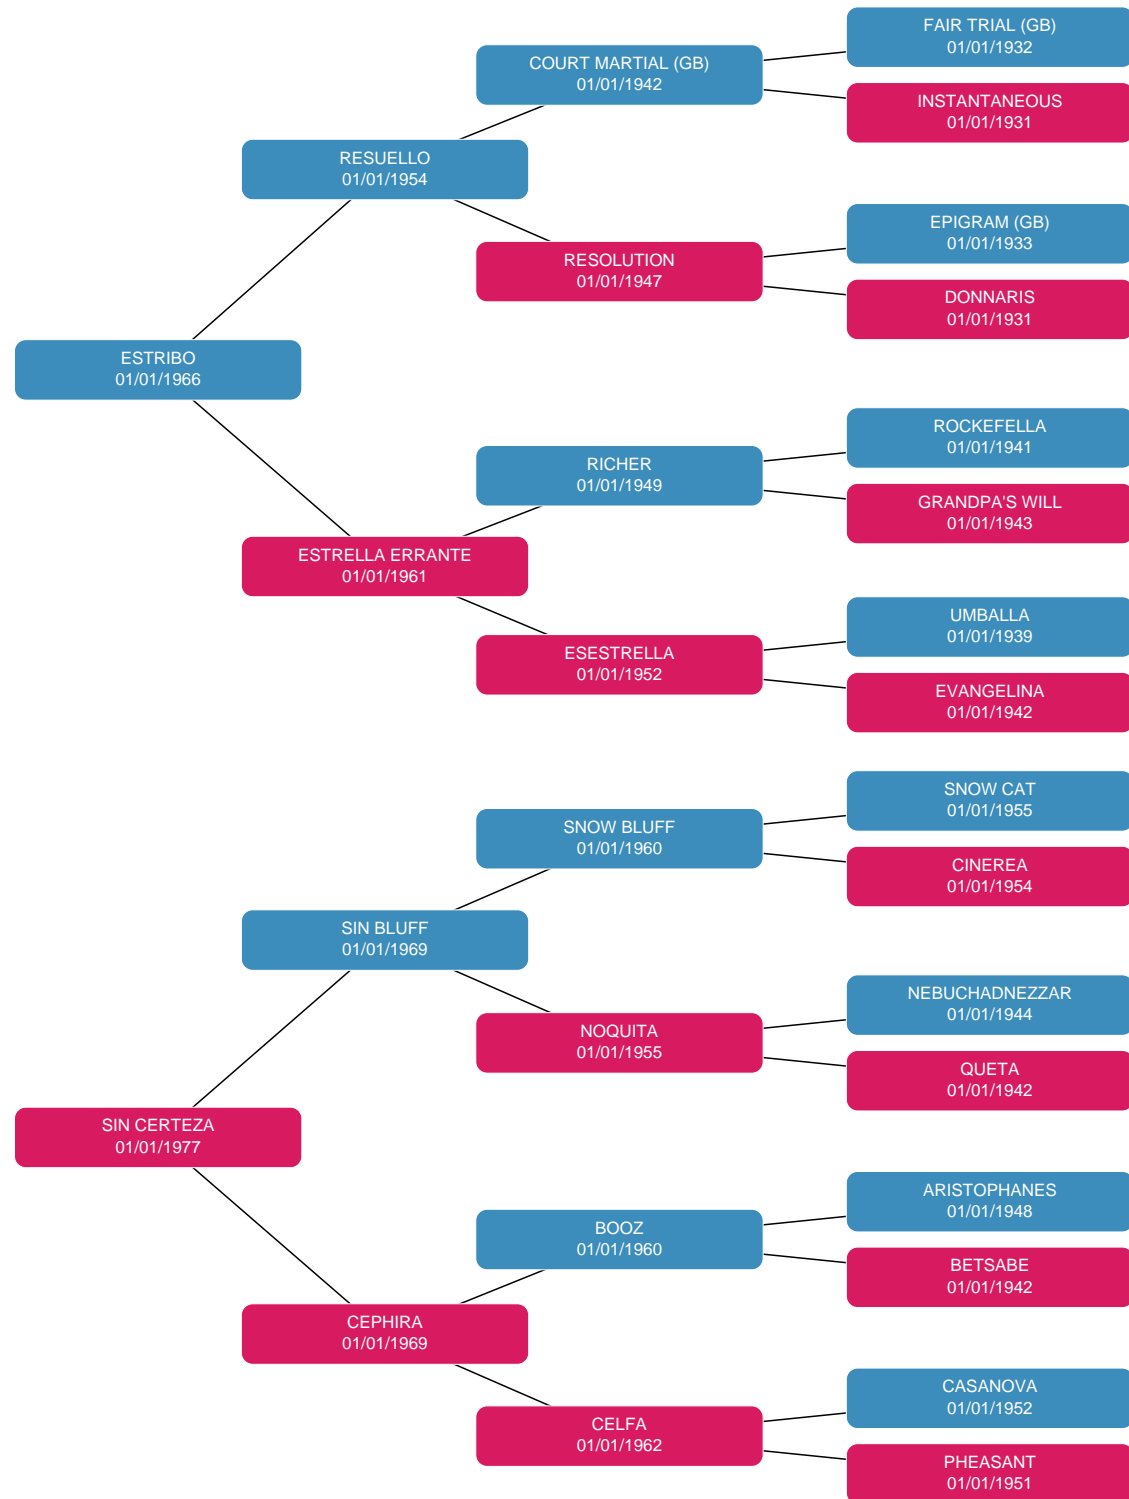 FAIR TRIAL (GB)
01/01/1932
COURT MARTIAL (GB)
01/01/1942
INSTANTANEOUS
01/01/1931
RESUELLO
01/01/1954
EPIGRAM (GB)
01/01/1933
RESOLUTION
01/01/1947
DONNARIS
01/01/1931
ESTRIBO
01/01/1966
ROCKEFELLA
01/01/1941
RICHER
01/01/1949
GRANDPA'S WILL
01/01/1943
ESTRELLA ERRANTE
01/01/1961
UMBALLA
01/01/1939
ESESTRELLA
01/01/1952
EVANGELINA
01/01/1942
SNOW CAT
01/01/1955
SNOW BLUFF
01/01/1960
CINEREA
01/01/1954
SIN BLUFF
01/01/1969
NEBUCHADNEZZAR
01/01/1944
NOQUITA
01/01/1955
QUETA
01/01/1942
SIN CERTEZA
01/01/1977
ARISTOPHANES
01/01/1948
BOOZ
01/01/1960
BETSABE
01/01/1942
CEPHIRA
01/01/1969
CASANOVA
01/01/1952
CELFA
01/01/1962
PHEASANT
01/01/1951